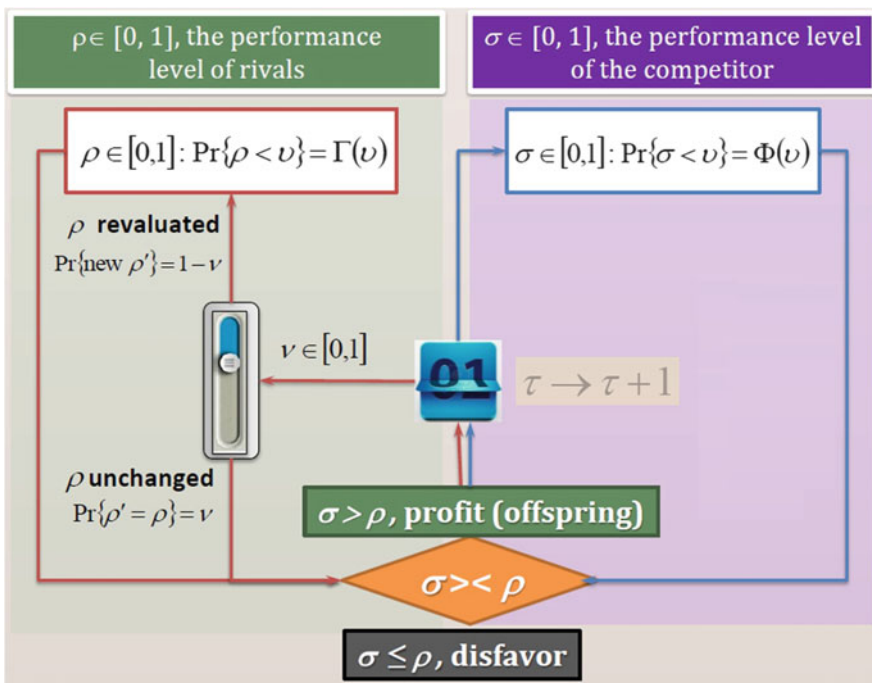 ρ ∈ [0, 1], the performance
level of rivals
σ ∈ [0, 1], the performance level
of the competitor
ρ ∈ [0,1] : Pr{ρ < υ} = Γ(υ)
σ ∈ [0,1] : Pr{σ < υ} = Φ(υ)
ρ revaluated
Pr{new ρ′} = 1 − ν
ν ∈ [0,1]
01
τ → τ + 1
ρ unchanged
Pr{ρ′ = ρ} = ν
σ > ρ, profit (offspring)
σ >< ρ
σ ≤ ρ, disfavor